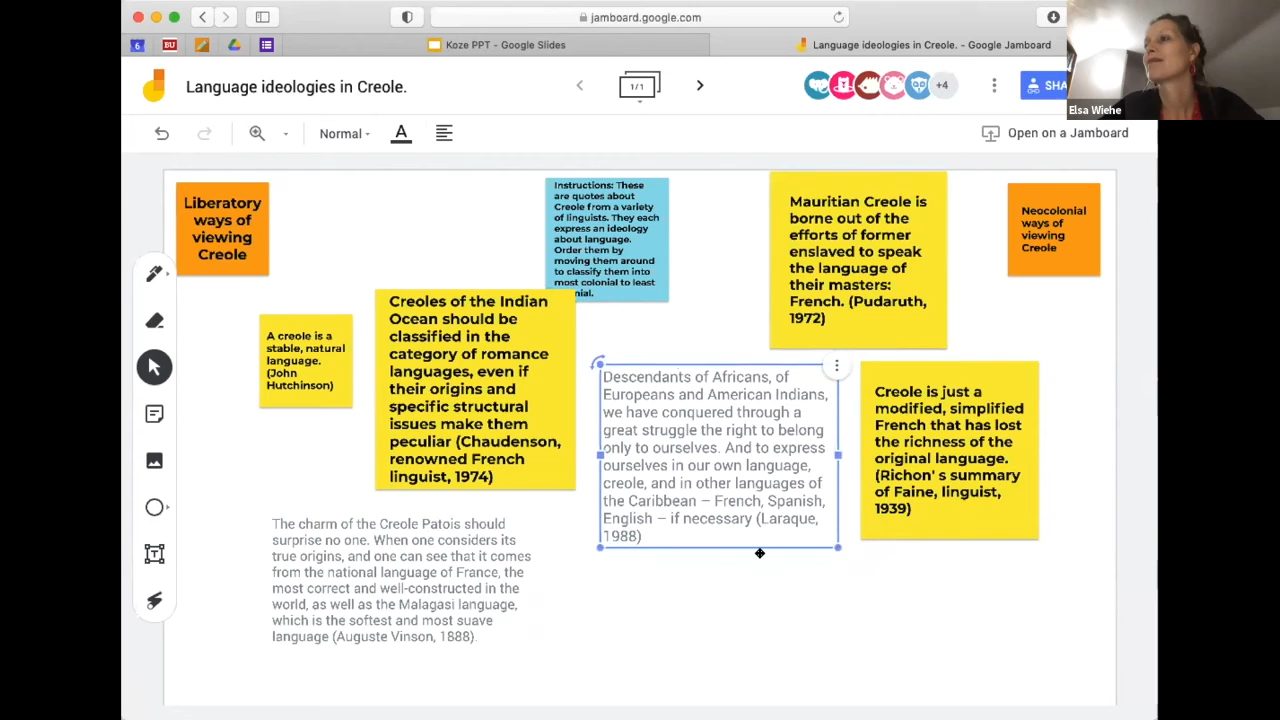 jamboard.google.com
6
BU
Koze PPT - Google Slides
Language ideologies in Creole. - Google Jamboard
Language ideologies in Creole.
1/1
+4
SHA
Elsa Wiehe
Normal
A
Open on a Jamboard
Liberatory
ways of
viewing
Creole
Instructions: These
are quotes about
Creole from a variety
of linguists. They each
express an ideology
about language.
Order them by
moving them around
to classify them into
most colonial to least
nial.
Mauritian Creole is
borne out of the
efforts of former
enslaved to speak
the language of
their masters:
French. (Pudaruth,
1972)
Neocolonial
ways of
viewing
Creole
A creole is a
stable, natural
language.
(John
Hutchinson)
Creoles of the Indian
Ocean should be
classified in the
category of romance
languages, even if
their origins and
specific structural
issues make them
peculiar (Chaudenson,
renowned French
linguist, 1974)
Descendants of Africans, of
Europeans and American Indians,
we have conquered through a
great struggle the right to belong
only to ourselves. And to express
ourselves in our own language,
creole, and in other languages of
the Caribbean – French, Spanish,
English – if necessary (Laraque,
1988)
Creole is just a
modified, simplified
French that has lost
the richness of the
original language.
(Richon' s summary
of Faine, linguist,
1939)
The charm of the Creole Patois should
surprise no one. When one considers its
true origins, and one can see that it comes
from the national language of France, the
most correct and well-constructed in the
world, as well as the Malagasi language,
which is the softest and most suave
language (Auguste Vinson, 1888).